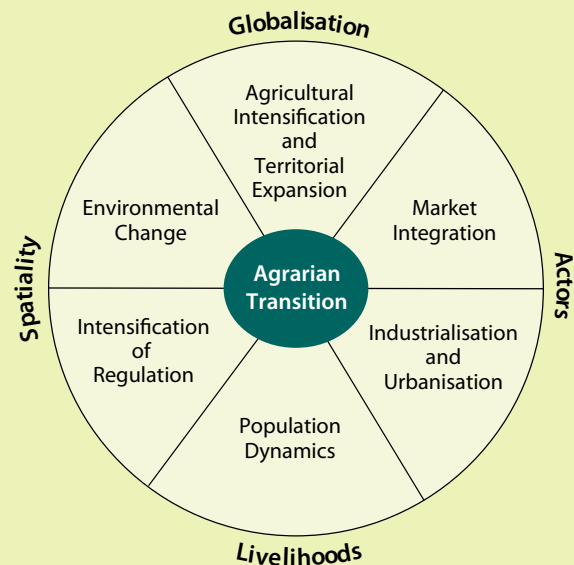 Globalisation
Agricultural
Intensification
and
Territorial
Expansion
Environmental
Change
Market
Integration
Spatiality
Agrarian
Transition
Actors
Intensification
of
Regulation
Industrialisation
and
Urbanisation
Population
Dynamics
Livelihoods